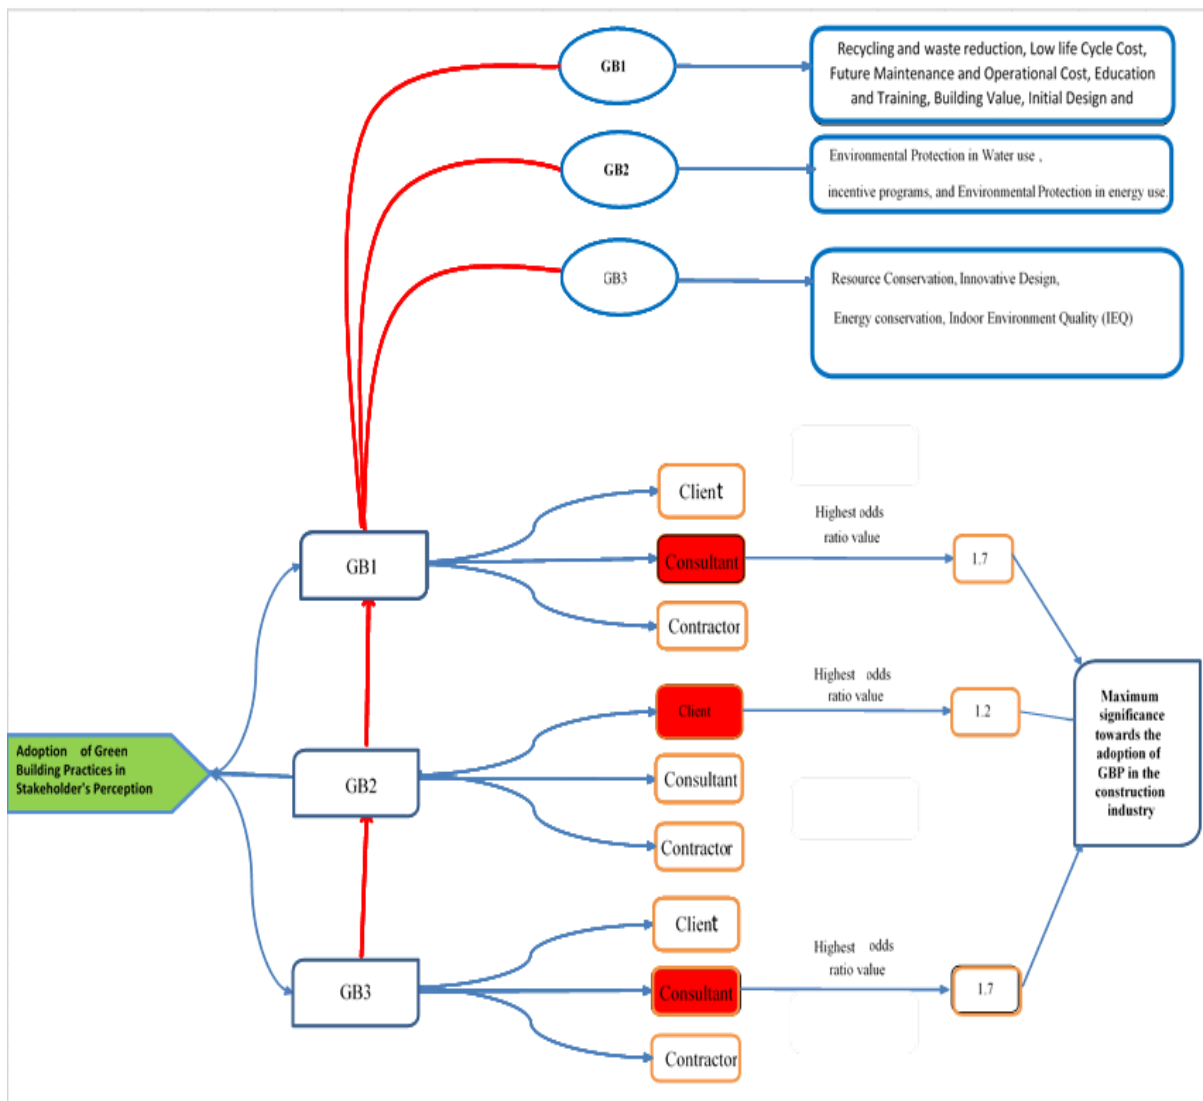 GB1
Recycling and waste reduction, Low life Cycle Cost,
Future Maintenance and Operational Cost, Education
and Training, Building Value, Initial Design and
GB2
Environmental Protection in Water use ,
incentive programs, and Environmental Protection in energy use.
GB3
Resource Conservation, Innovative Design,
Energy conservation, Indoor Environment Quality (IEQ)
GB1
Client
Consultant
Contractor
Highest odds
ratio value
1.7
GB2
Client
Consultant
Contractor
Highest odds
ratio value
1.2
GB3
Client
Consultant
Contractor
Highest odds
ratio value
1.7
Adoption of Green
Building Practices in
Stakeholder's Perception
Maximum
significance
towards the
adoption of
GBP in the
construction
industry